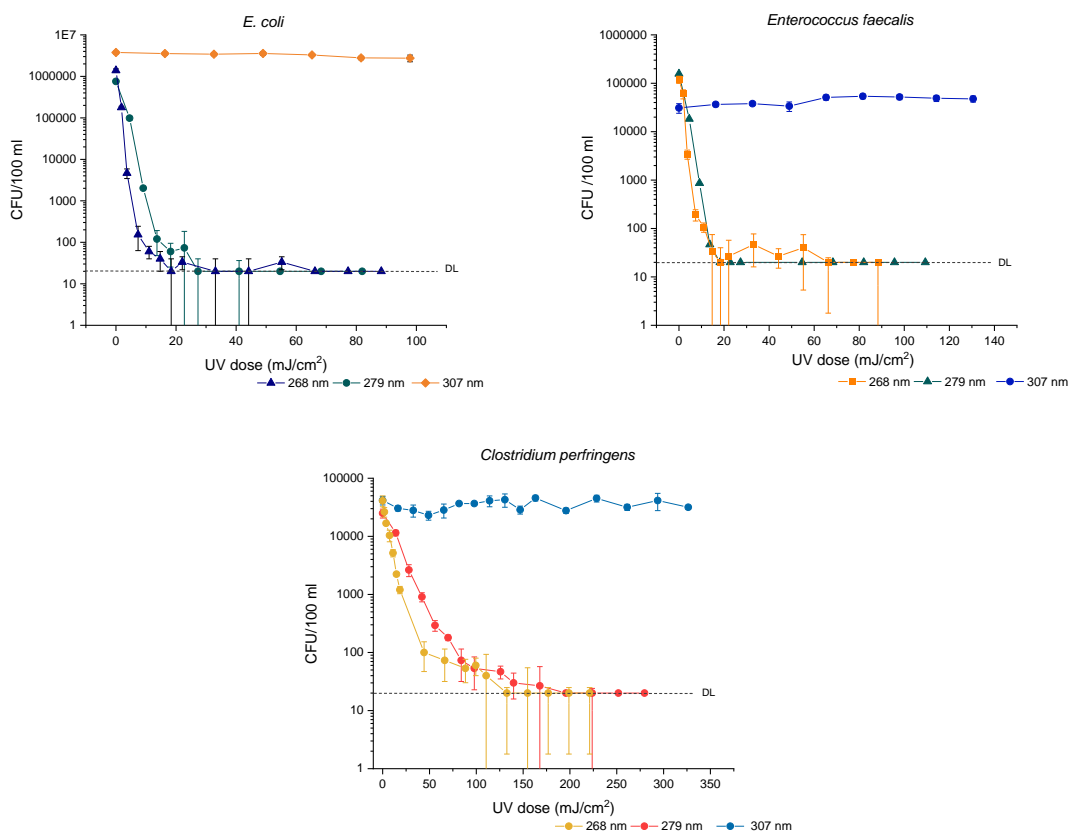 E. coli
1E7
1000000
100000
10000
1000
100
10
1
CFU/100 ml
DL
0 20 40 60 80 100
UV dose (mJ/cm²)
268 nm 279 nm 307 nm
Enterococcus faecalis
1000000
100000
10000
1000
100
10
1
CFU /100 ml
DL
0 20 40 60 80 100 120 140
UV dose (mJ/cm²)
268 nm 279 nm 307 nm
Clostridium perfringens
100000
10000
1000
100
10
1
CFU/100 ml
DL
0 50 100 150 200 250 300 350
UV dose (mJ/cm²)
268 nm 279 nm 307 nm